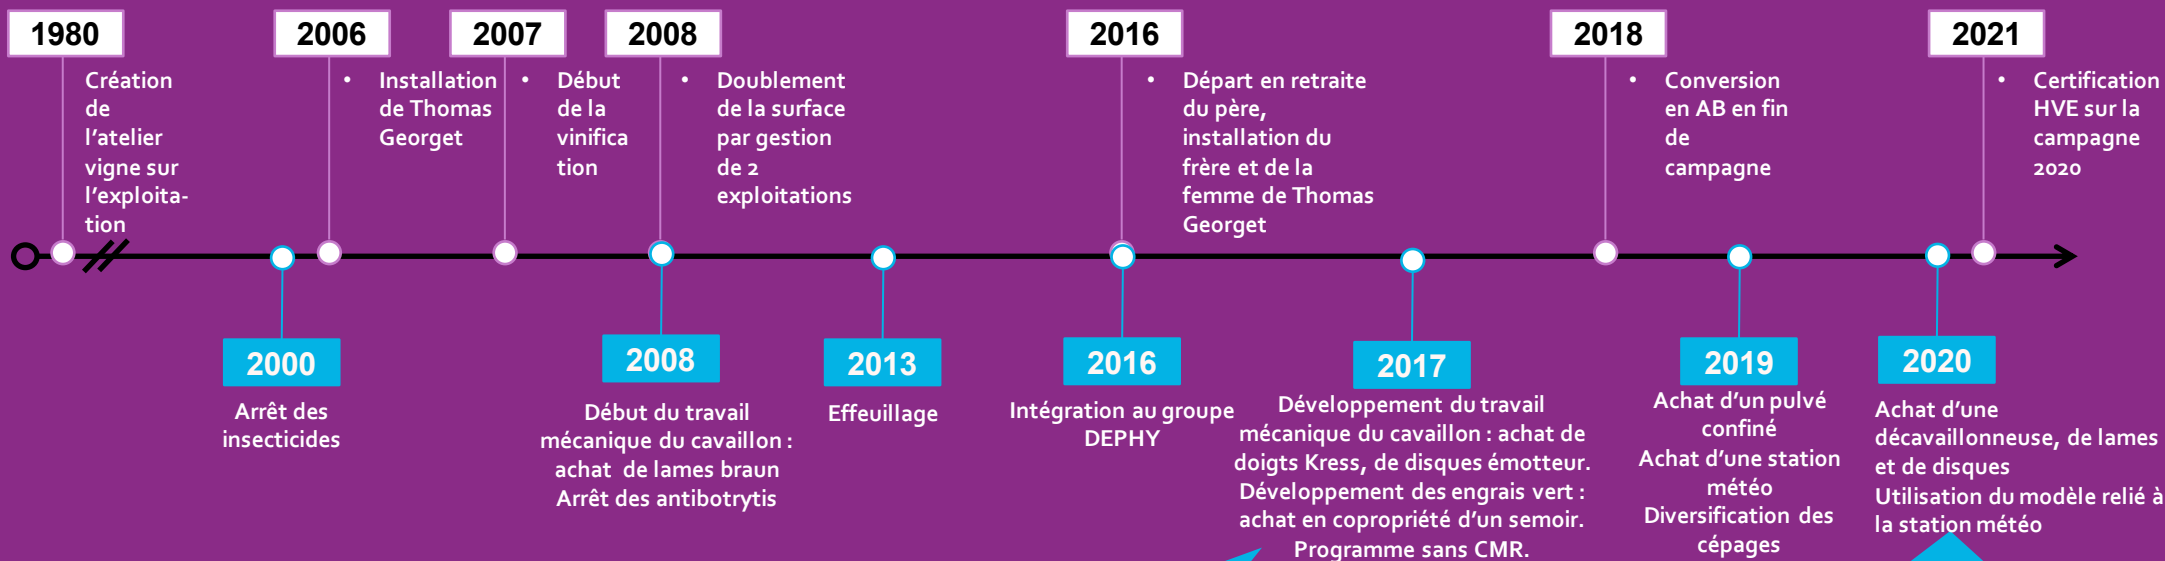 1980
Création
de
l’atelier
vigne sur
l’exploita-
tion
2006
• Installation
de Thomas
Georget
2007
• Début
de la
vinifica
tion
2008
• Doublement
de la surface
par gestion
de 2
exploitations
2016
• Départ en retraite
du père,
installation du
frère et de la
femme de Thomas
Georget
2018
• Conversion
en AB en fin
de
campagne
2021
• Certification
HVE sur la
campagne
2020
2000
Arrêt des
insecticides
2008
Début du travail
mécanique du cavaillon :
achat de lames braun
Arrêt des antibotrytis
2013
Effeuillage
2016
Intégration au groupe
DEPHY
2017
Développement du travail
mécanique du cavaillon : achat de
doigts Kress, de disques émotteur.
Développement des engrais vert :
achat en copropriété d’un semoir.
Programme sans CMR.
2019
Achat d’un pulvé
confiné
Achat d’une station
météo
Diversification des
cépages
2020
Achat d’une
décavaillonneuse, de lames
et de disques
Utilisation du modèle relié à
la station météo